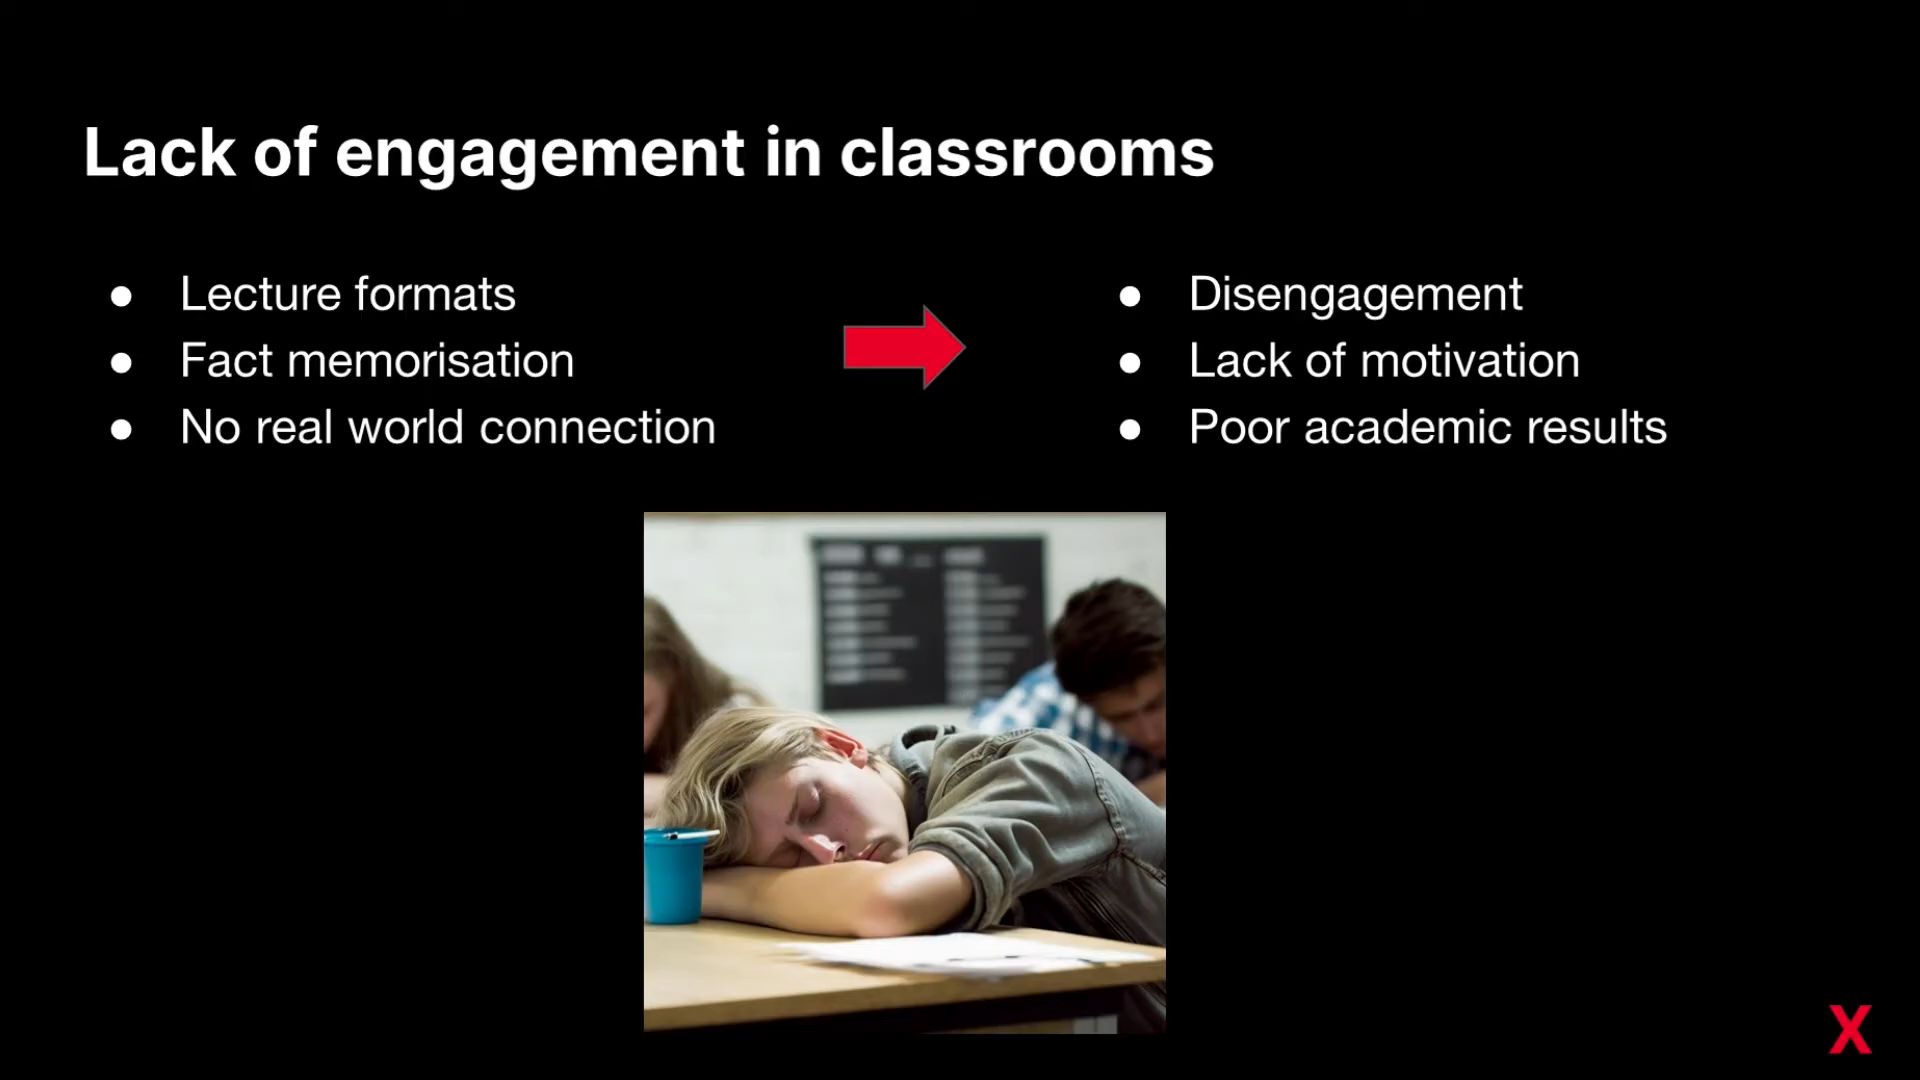 Lack of engagement in classrooms
● Lecture formats
● Fact memorisation
● No real world connection
● Disengagement
● Lack of motivation
● Poor academic results
X